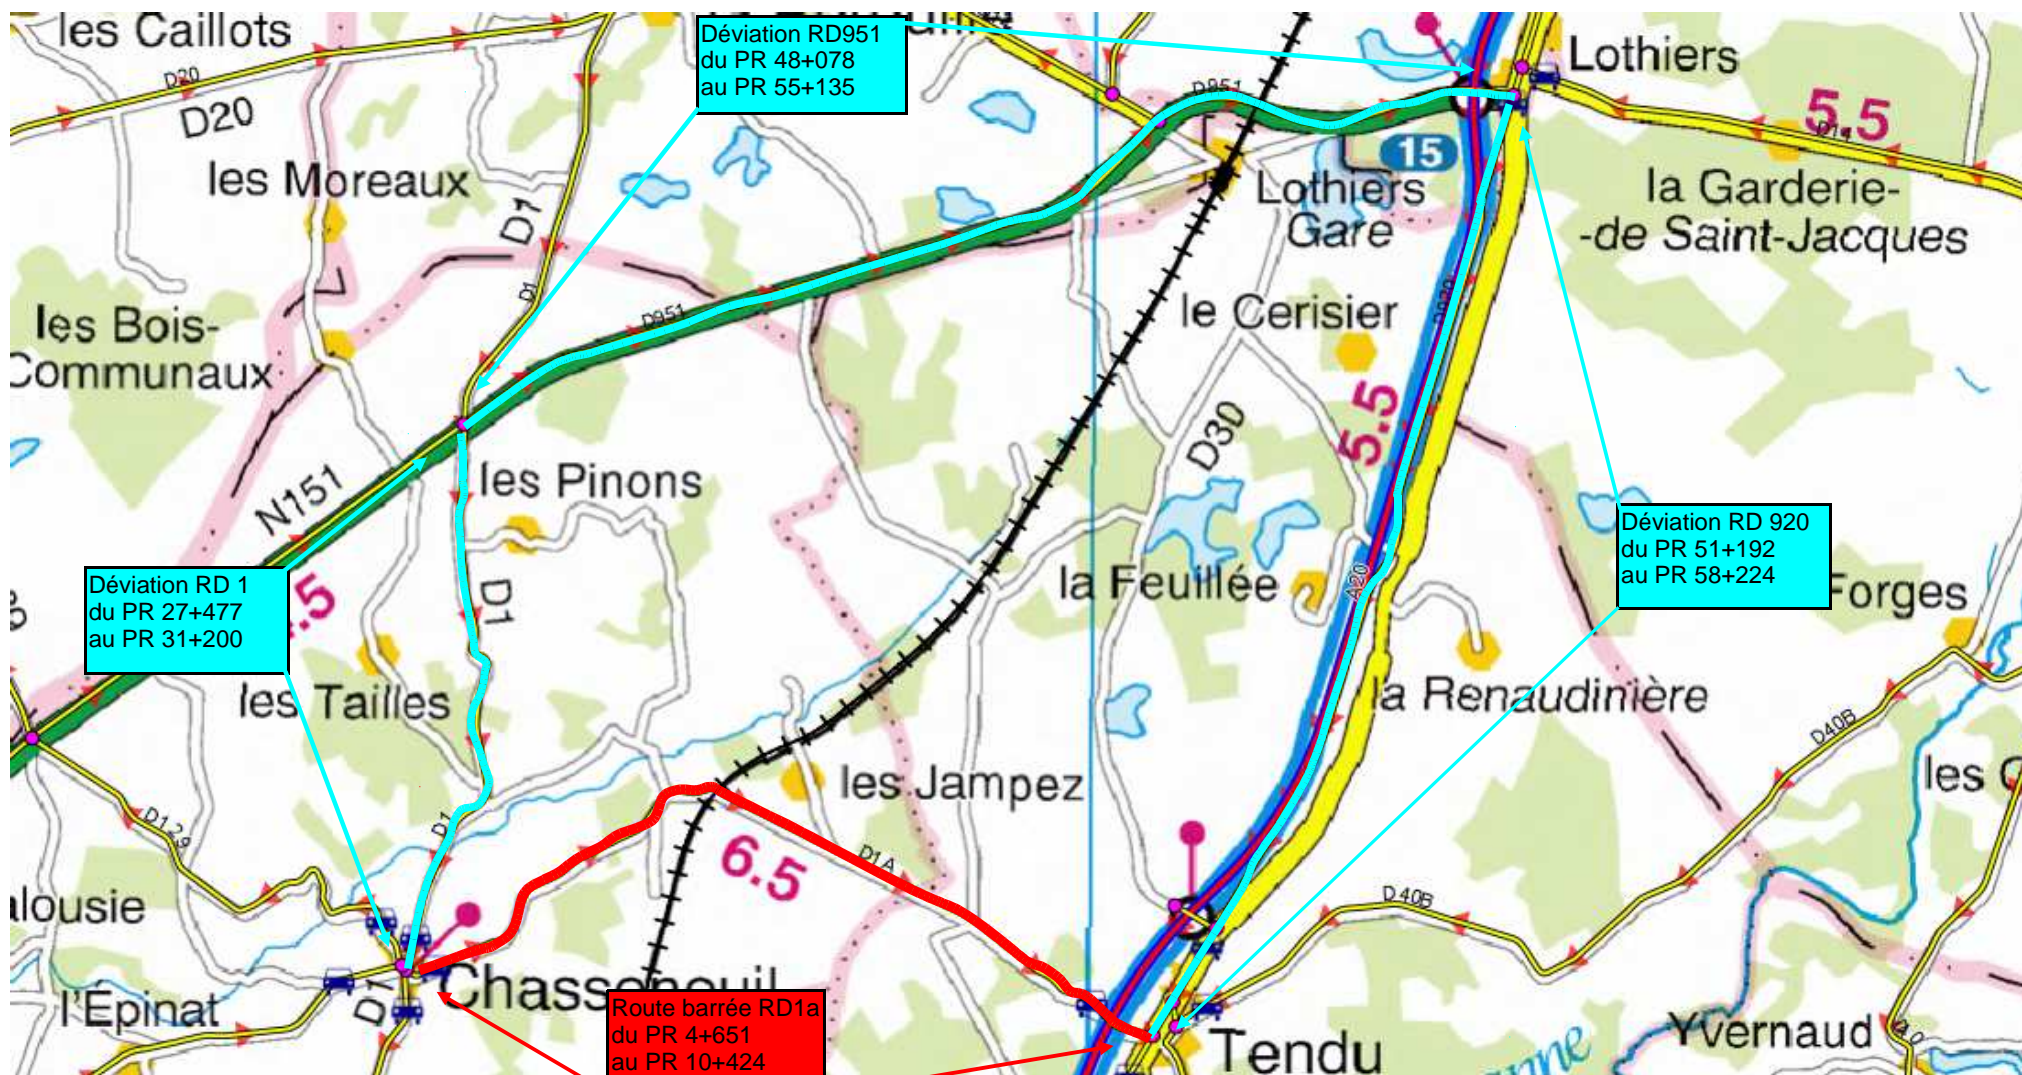 les Caillots
D20
D20
les Moreaux
Déviation RD951
du PR 48+078
au PR 55+135
D951
15
Lothiers
5.5
Lothiers
Gare
la Garderie-
-de Saint-Jacques
D1
D1
les Bois-
Communaux
D951
le Cerisier
D920
5.5
D30
N151
les Pinons
Déviation RD 920
du PR 51+192
au PR 58+224
Déviation RD 1
du PR 27+477
au PR 31+200
.5
D1
la Feuillée
A20
Forges
les Tailles
la Renaudinière
D40B
les Jampez
les
D129
D1
6.5
D1A
D40B
alousie
Chasseneuil
l'Épinat
D1
Route barrée RD1a
du PR 4+651
au PR 10+424
Tendu
Yvernaud